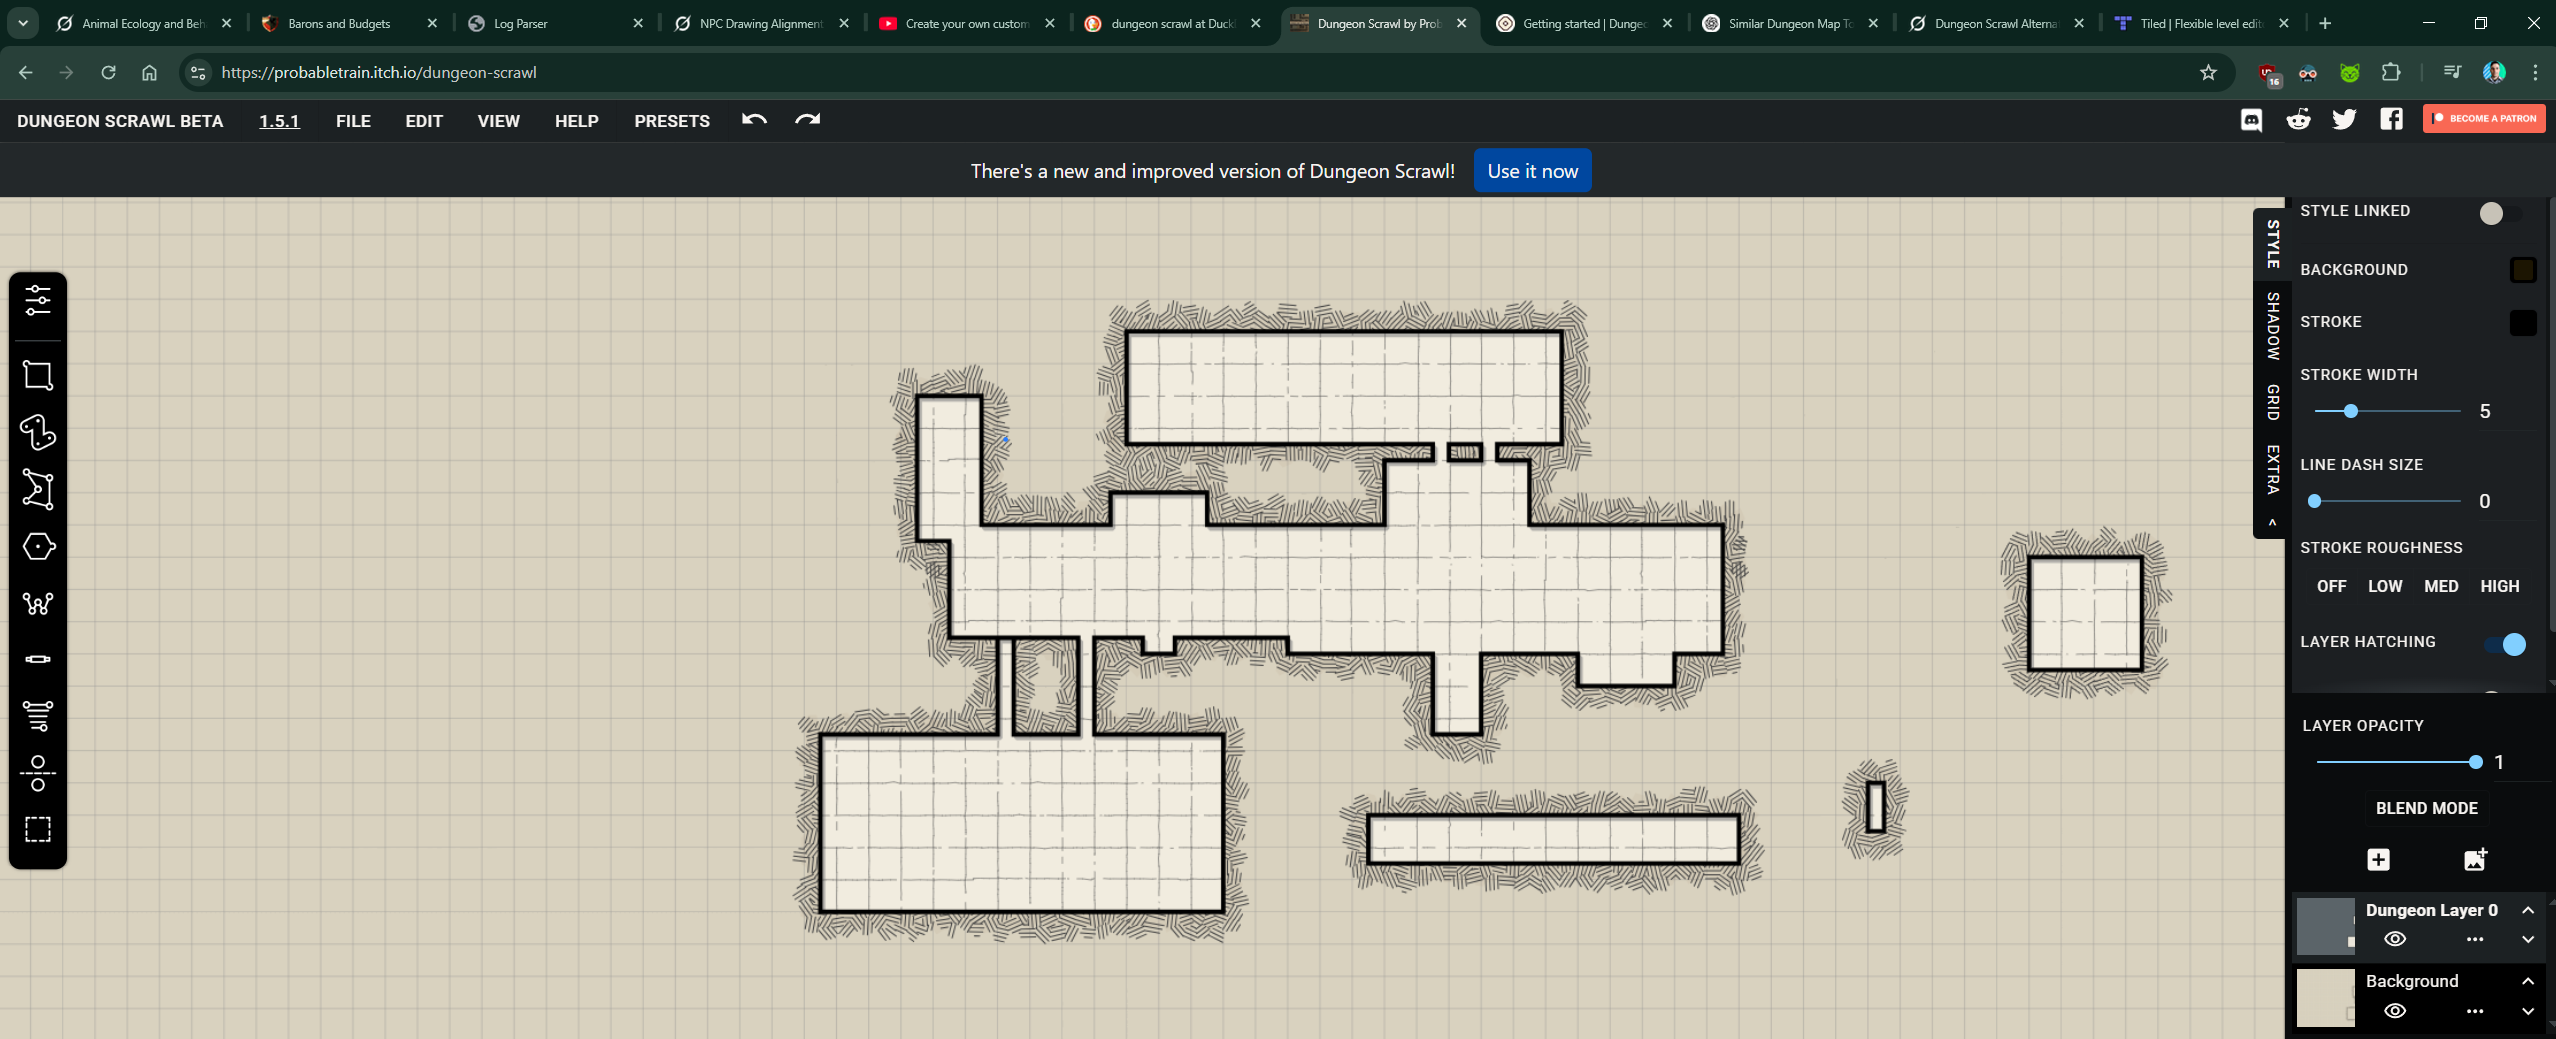 Animal Ecology and Beh
Barons and Budgets
Log Parser
NPC Drawing Alignment
Create your own custom
dungeon scrawl at Duck
Dungeon Scrawl by Prob
Getting started | Dungeo
Similar Dungeon Map To
Dungeon Scrawl Alterna
Tiled | Flexible level edit
https://probabletrain.itch.io/dungeon-scrawl
16
DUNGEON SCRAWL BETA
1.5.1
FILE
EDIT
VIEW
HELP
PRESETS
BECOME A PATRON
There's a new and improved version of Dungeon Scrawl!
Use it now
STYLE
SHADOW
GRID
EXTRA
STYLE LINKED
BACKGROUND
STROKE
STROKE WIDTH
5
LINE DASH SIZE
0
STROKE ROUGHNESS
OFF LOW MED HIGH
LAYER HATCHING
LAYER OPACITY
1
BLEND MODE
Dungeon Layer 0
Background